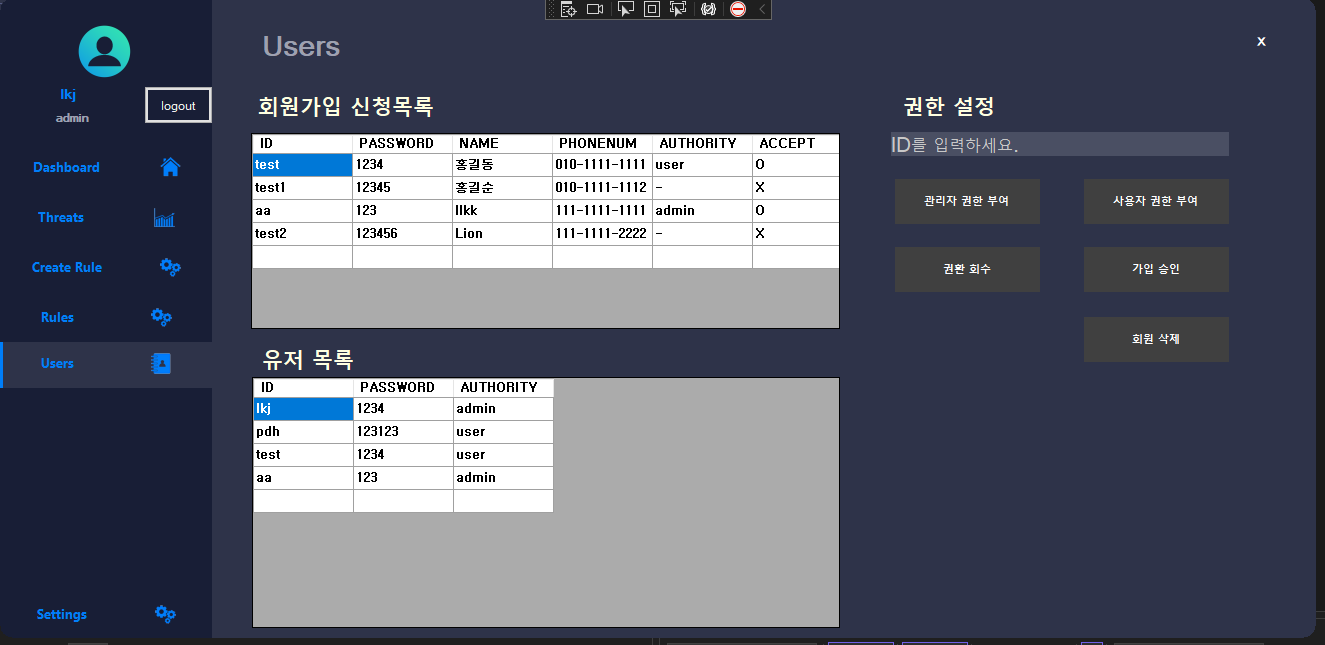 Users
x
lkj
admin
logout
Dashboard
Threats
Create Rule
Rules
Users
Settings
회원가입 신청목록
ID PASSWORD NAME PHONENUM AUTHORITY ACCEPT
test 1234 홍길동 010-1111-1111 user O
test1 12345 홍길순 010-1111-1112 - X
aa 123 llkk 111-1111-1111 admin O
test2 123456 Lion 111-1111-2222 - X
유저 목록
ID PASSWORD AUTHORITY
lkj 1234 admin
pdh 123123 user
test 1234 user
aa 123 admin
권한 설정
ID를 입력하세요.
관리자 권한 부여
사용자 권한 부여
권환 회수
가입 승인
회원 삭제